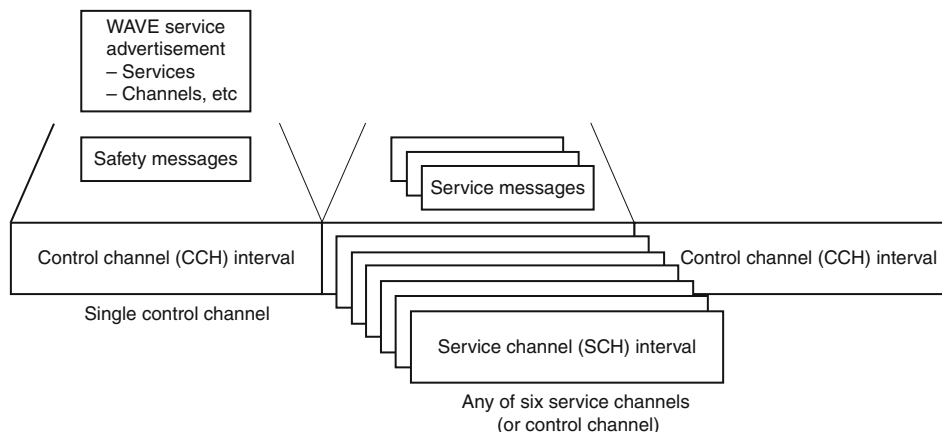 WAVE service
advertisement
– Services
– Channels, etc
Safety messages
Service messages
Control channel (CCH) interval
Control channel (CCH) interval
Single control channel
Service channel (SCH) interval
Any of six service channels
(or control channel)